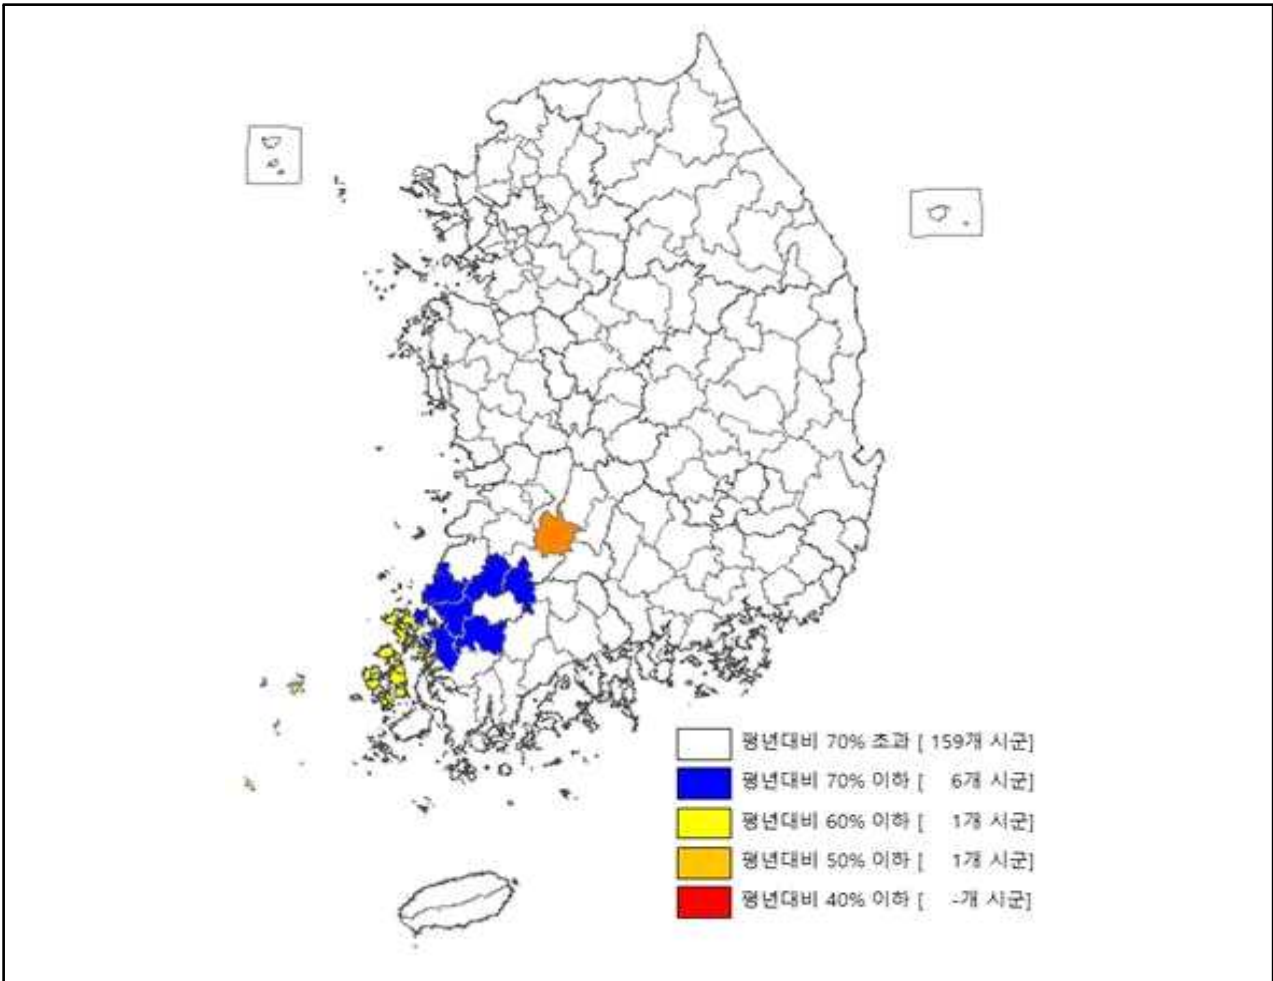 평년대비 70% 초과 [ 159개 시군]
평년대비 70% 이하 [ 6개 시군]
평년대비 60% 이하 [ 1개 시군]
평년대비 50% 이하 [ 1개 시군]
평년대비 40% 이하 [ -개 시군]